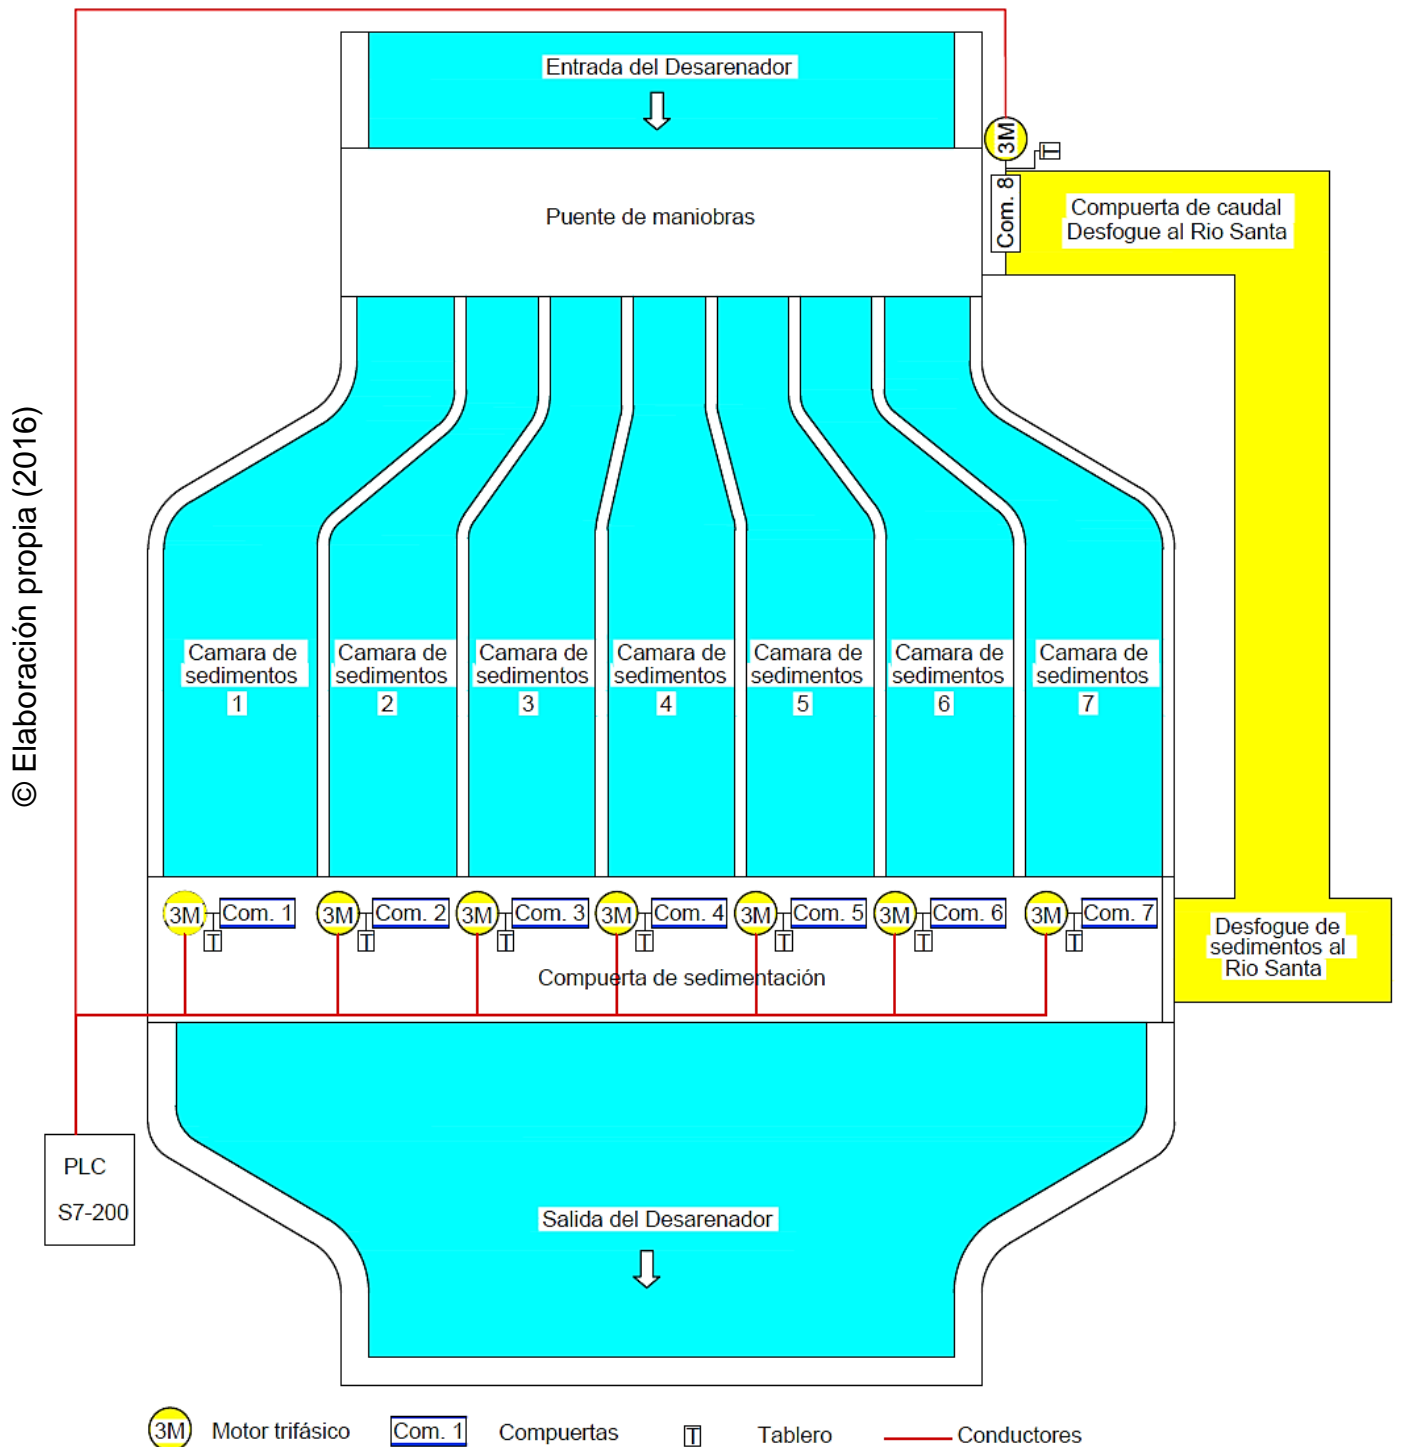 © Elaboración propia (2016)
Entrada del Desarenador
3M
T
Com. 8
Compuerta de caudal
Desfogue al Rio Santa
Puente de maniobras
Camara de
sedimentos
1
Camara de
sedimentos
2
Camara de
sedimentos
3
Camara de
sedimentos
4
Camara de
sedimentos
5
Camara de
sedimentos
6
Camara de
sedimentos
7
3M
T
Com. 1
3M
T
Com. 2
3M
T
Com. 3
3M
T
Com. 4
3M
T
Com. 5
3M
T
Com. 6
3M
T
Com. 7
Compuerta de sedimentación
Desfogue de
sedimentos al
Rio Santa
PLC
S7-200
Salida del Desarenador
3M Motor trifásico
Com. 1 Compuertas
T Tablero
Conductores